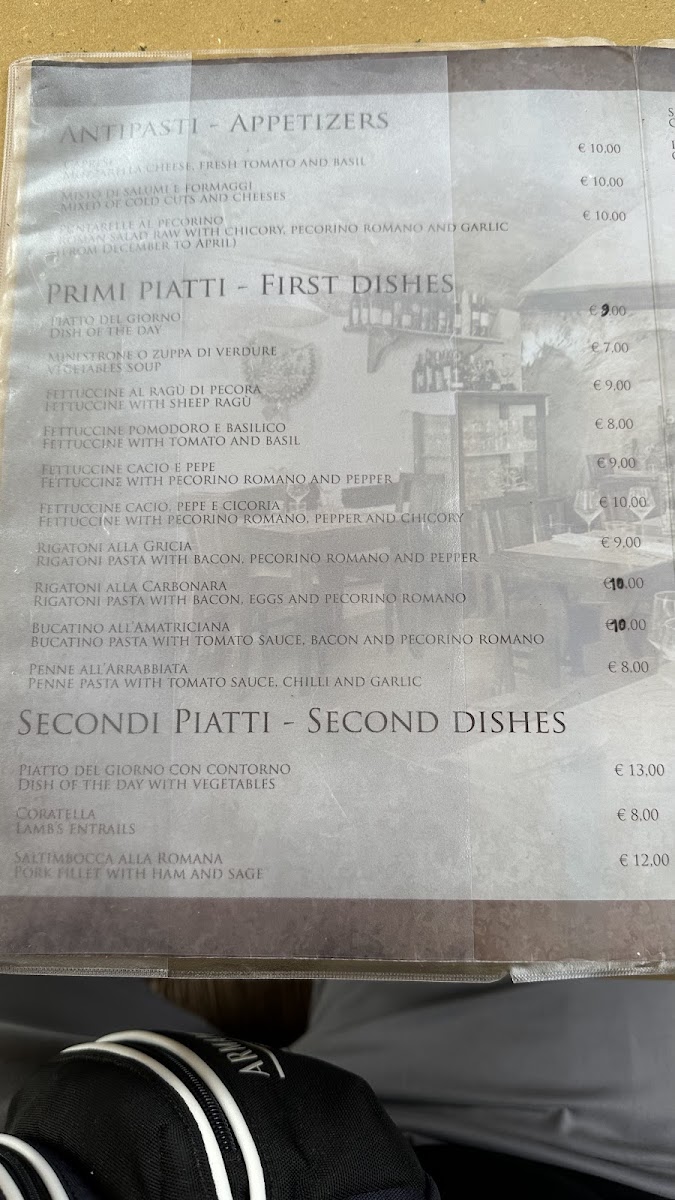 ANTIPASTI - APPETIZERS
CAPRESE
MOZZARELLA CHEESE, FRESH TOMATO AND BASIL € 10,00
MISTO DI SALUMI E FORMAGGI € 10,00
MIXED OF COLD CUTS AND CHEESES
PUNTARELLE AL PECORINO € 10,00
ROMAN SALAD RAW WITH CHICORY, PECORINO ROMANO AND GARLIC
(FROM DECEMBER TO APRIL)
PRIMI PIATTI - FIRST DISHES
PIATTO DEL GIORNO € 9,00
DISH OF THE DAY
MINESTRONE O ZUPPA DI VERDURE € 7,00
VEGETABLES SOUP
FETTUCCINE AL RAGÙ DI PECORA € 9,00
FETTUCCINE WITH SHEEP RAGÙ
FETTUCCINE POMODORO E BASILICO € 8,00
FETTUCCINE WITH TOMATO AND BASIL
FETTUCCINE CACIO E PEPE € 9,00
FETTUCCINE WITH PECORINO ROMANO AND PEPPER
FETTUCCINE CACIO, PEPE E CICORIA € 10,00
FETTUCCINE WITH PECORINO ROMANO, PEPPER AND CHICORY
RIGATONI ALLA GRICIA € 9,00
RIGATONI PASTA WITH BACON, PECORINO ROMANO AND PEPPER
RIGATONI ALLA CARBONARA €10,00
RIGATONI PASTA WITH BACON, EGGS AND PECORINO ROMANO
BUCATINO ALL'AMATRICIANA €10,00
BUCATINO PASTA WITH TOMATO SAUCE, BACON AND PECORINO ROMANO
PENNE ALL'ARRABBIATA € 8,00
PENNE PASTA WITH TOMATO SAUCE, CHILLI AND GARLIC
SECONDI PIATTI - SECOND DISHES
PIATTO DEL GIORNO CON CONTORNO € 13,00
DISH OF THE DAY WITH VEGETABLES
CORATELLA € 8,00
LAMB'S ENTRAILS
SALTIMBOCCA ALLA ROMANA € 12,00
PORK FILLET WITH HAM AND SAGE